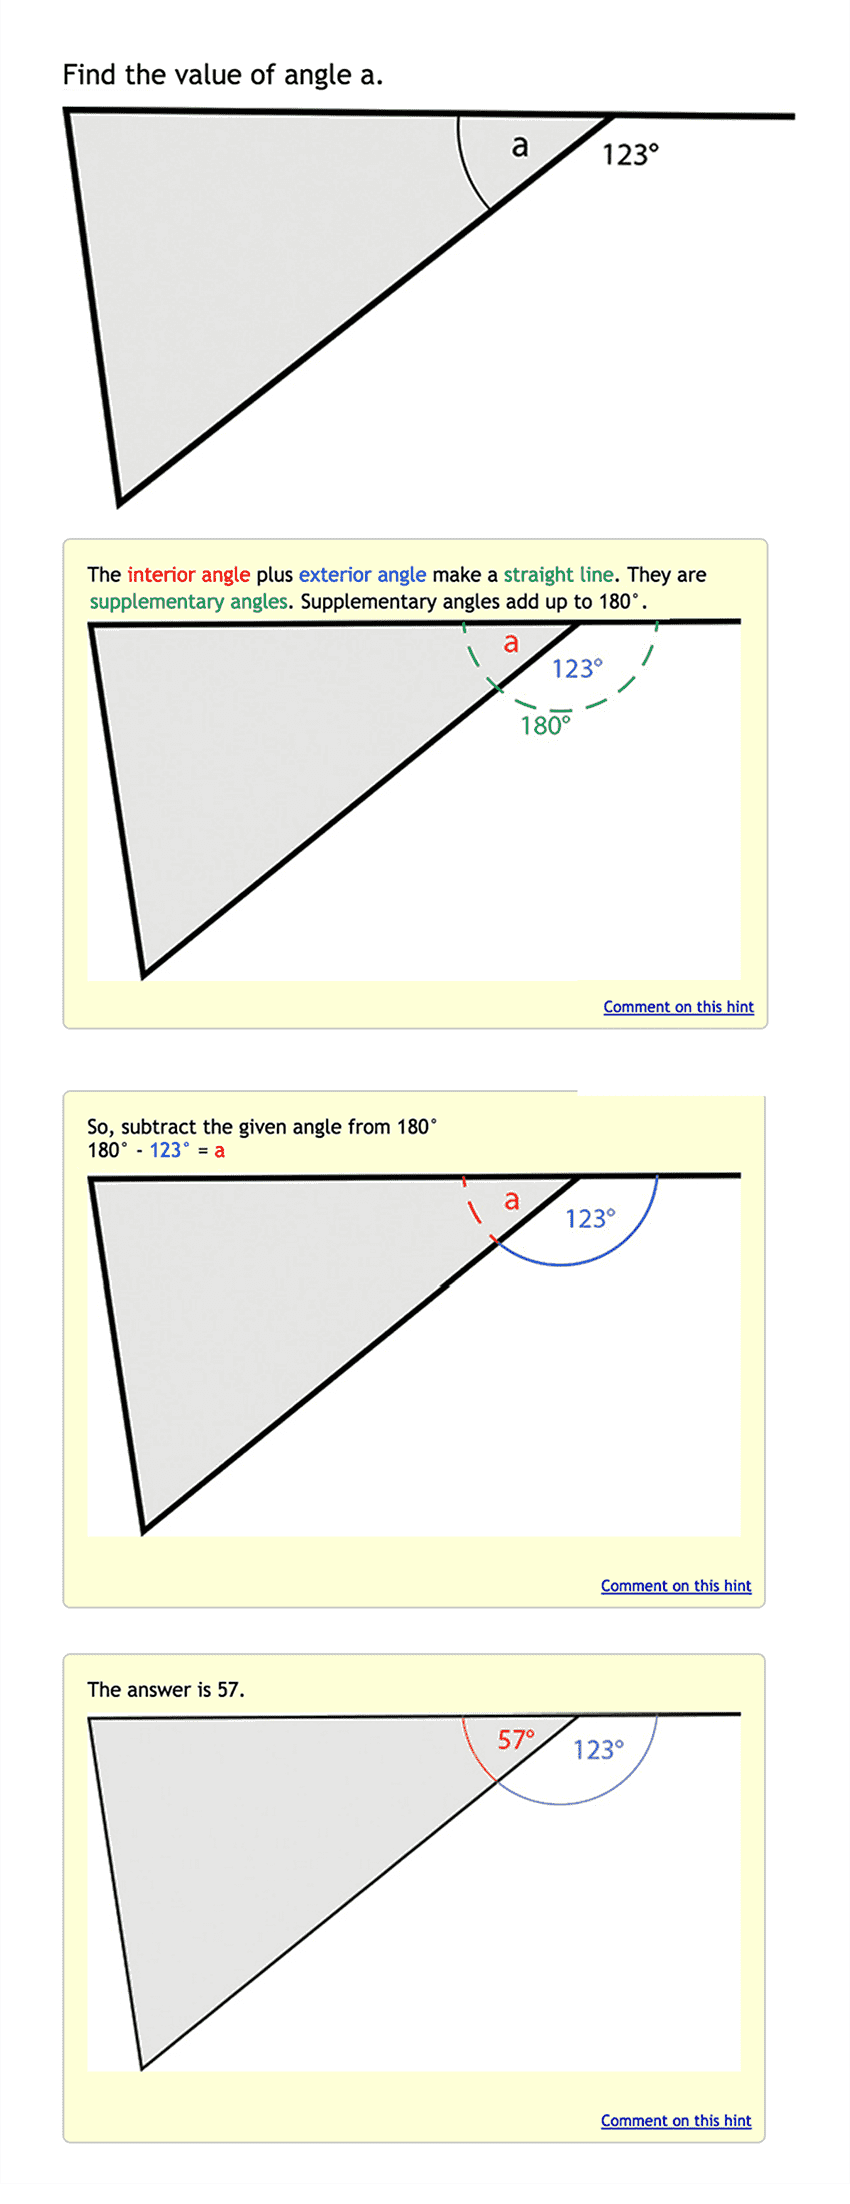 Find the value of angle a.
a
123°
The interior angle plus exterior angle make a straight line. They are
supplementary angles. Supplementary angles add up to 180°.
a
123°
180°
Comment on this hint
So, subtract the given angle from 180°
180° - 123° = a
a
123°
Comment on this hint
The answer is 57.
57°
123°
Comment on this hint